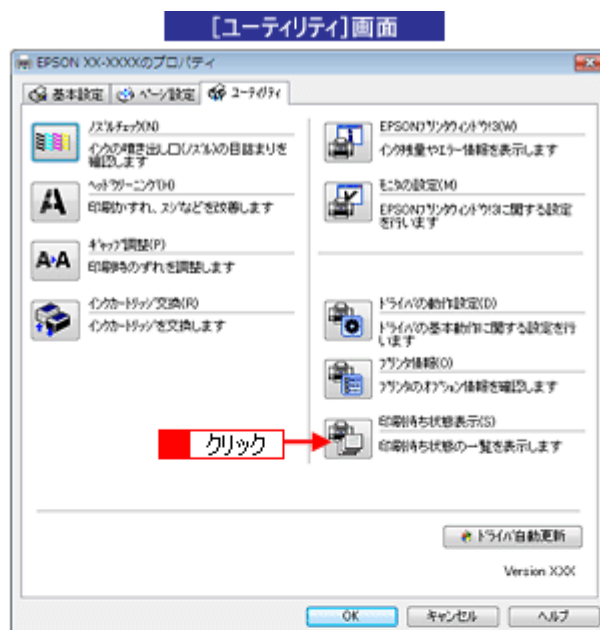 [ユーティリティ]画面
EPSON XX-XXXXのプロパティ
基本設定
ページ設定
ユーティリティ
ノズルチェック(N)
インクの噴き出し口(ノズル)の目詰まりを
確認します
ヘッドクリーニング(H)
印刷かすれ、スジなどを改善します
ギャップ調整(P)
印刷時のずれを調整します
インクカートリッジ交換(R)
インクカートリッジを交換します
EPSONプリンタウィンドウ!3(W)
インク残量やエラー情報を表示します
モニタの設定(M)
EPSONプリンタウィンドウ!3に関する設定
を行います
ドライバの動作設定(D)
ドライバの基本動作に関する設定を行
います
プリンタ情報(O)
プリンタのオプション情報を確認します
印刷待ち状態表示(S)
印刷待ち状態の一覧を表示します
クリック
ドライバ自動更新
Version X.XX
OK
キャンセル
ヘルプ